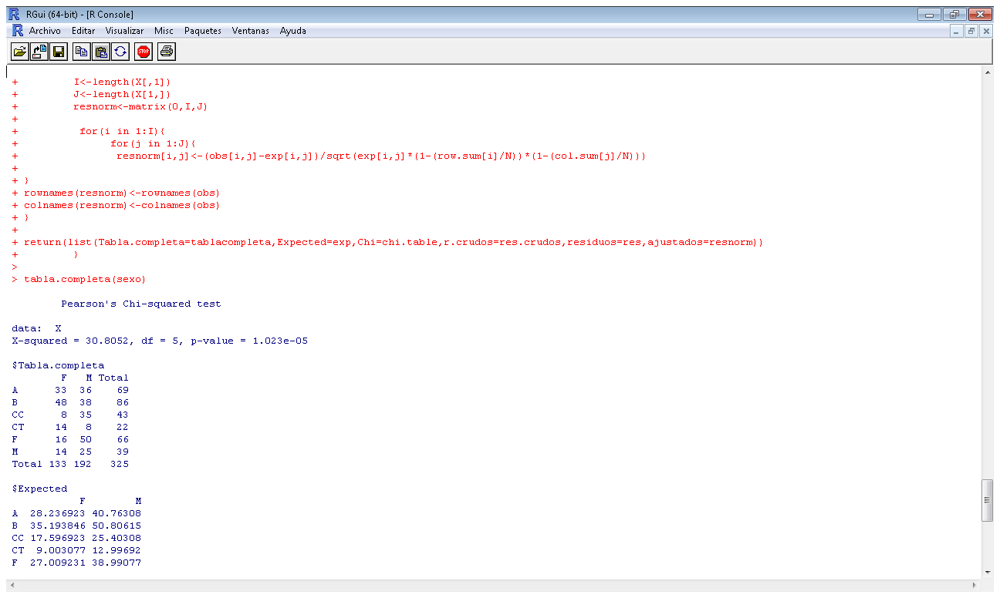 RGui (64-bit) - [R Console]
Archivo Editar Visualizar Misc Paquetes Ventanas Ayuda
STOP
+         I<-length(X[,1])
+         J<-length(X[1,])
+         resnorm<-matrix(0,I,J)
+
+          for(i in 1:I){
+               for(j in 1:J){
+                resnorm[i,j]<-(obs[i,j]-exp[i,j])/sqrt(exp[i,j]*(1-(row.sum[i]/N))*(1-(col.sum[j]/N)))
+
+ }
+ rownames(resnorm)<-rownames(obs)
+ colnames(resnorm)<-colnames(obs)
+ }
+
+ return(list(Tabla.completa=tablacompleta,Expected=exp,Chi=chi.table,r.crudos=res.crudos,residuos=res,ajustados=resnorm))
+         }
>
> tabla.completa(sexo)
        Pearson's Chi-squared test
data:  X
X-squared = 30.8052, df = 5, p-value = 1.023e-05
$Tabla.completa
        F   M Total
A      33  36    69
B      48  38    86
CC      8  35    43
CT     14   8    22
F      16  50    66
M      14  25    39
Total 133 192   325
$Expected
           F        M
A  28.236923 40.76308
B  35.193846 50.80615
CC 17.596923 25.40308
CT  9.003077 12.99692
F  27.009231 38.99077